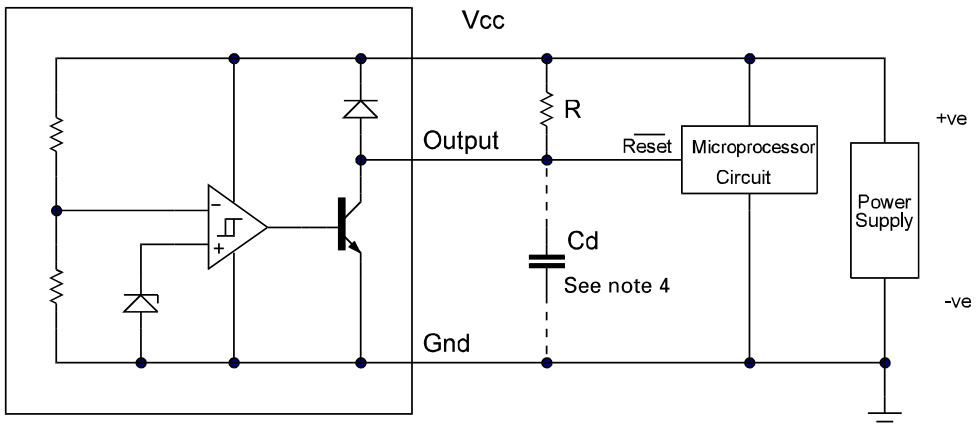 Vcc
R
+ve
Output
Reset
Microprocessor
Circuit
Power
Supply
−
+
Cd
See note 4
-ve
Gnd